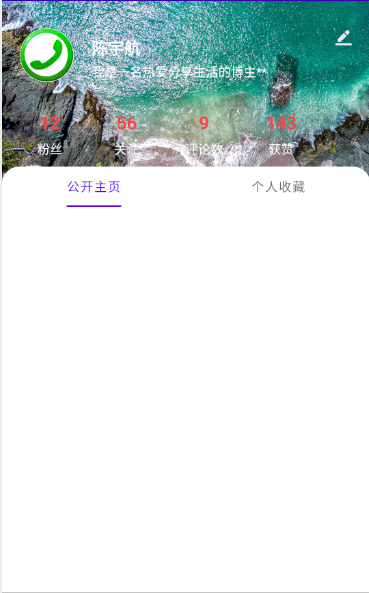 陈宇航
我是一名热爱分享生活的博主**
12 56 9 143
粉丝 关注 评论数 获赞
公开主页 个人收藏